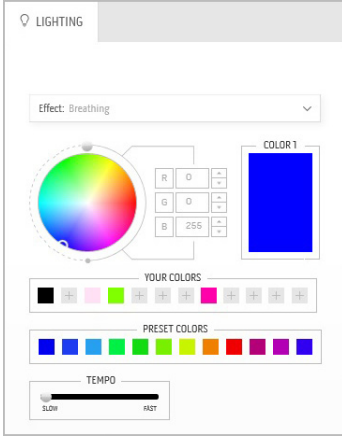 LIGHTING
Effect: Breathing
COLOR 1
R 0
G 0
B 255
YOUR COLORS
PRESET COLORS
TEMPO
SLOW FAST